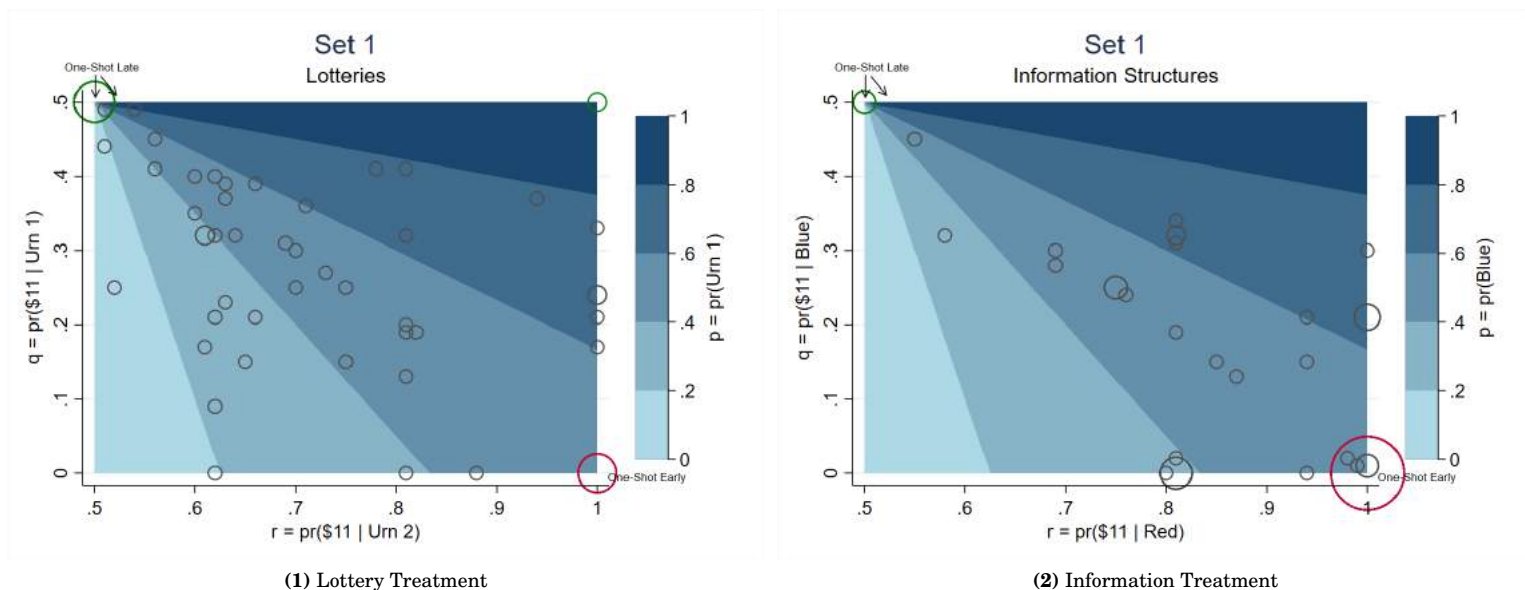 Set 1
Lotteries
One-Shot Late
.5
.4
.3
.2
.1
0
q = pr($11 | Urn 1)
.5
.6
.7
.8
.9
1
r = pr($11 | Urn 2)
One-Shot Early
1
.8
.6
.4
.2
0
p = pr(Urn 1)
(1) Lottery Treatment
Set 1
Information Structures
One-Shot Late
.5
.4
.3
.2
.1
0
q = pr($11 | Blue)
.5
.6
.7
.8
.9
1
r = pr($11 | Red)
One-Shot Early
1
.8
.6
.4
.2
0
p = pr(Blue)
(2) Information Treatment